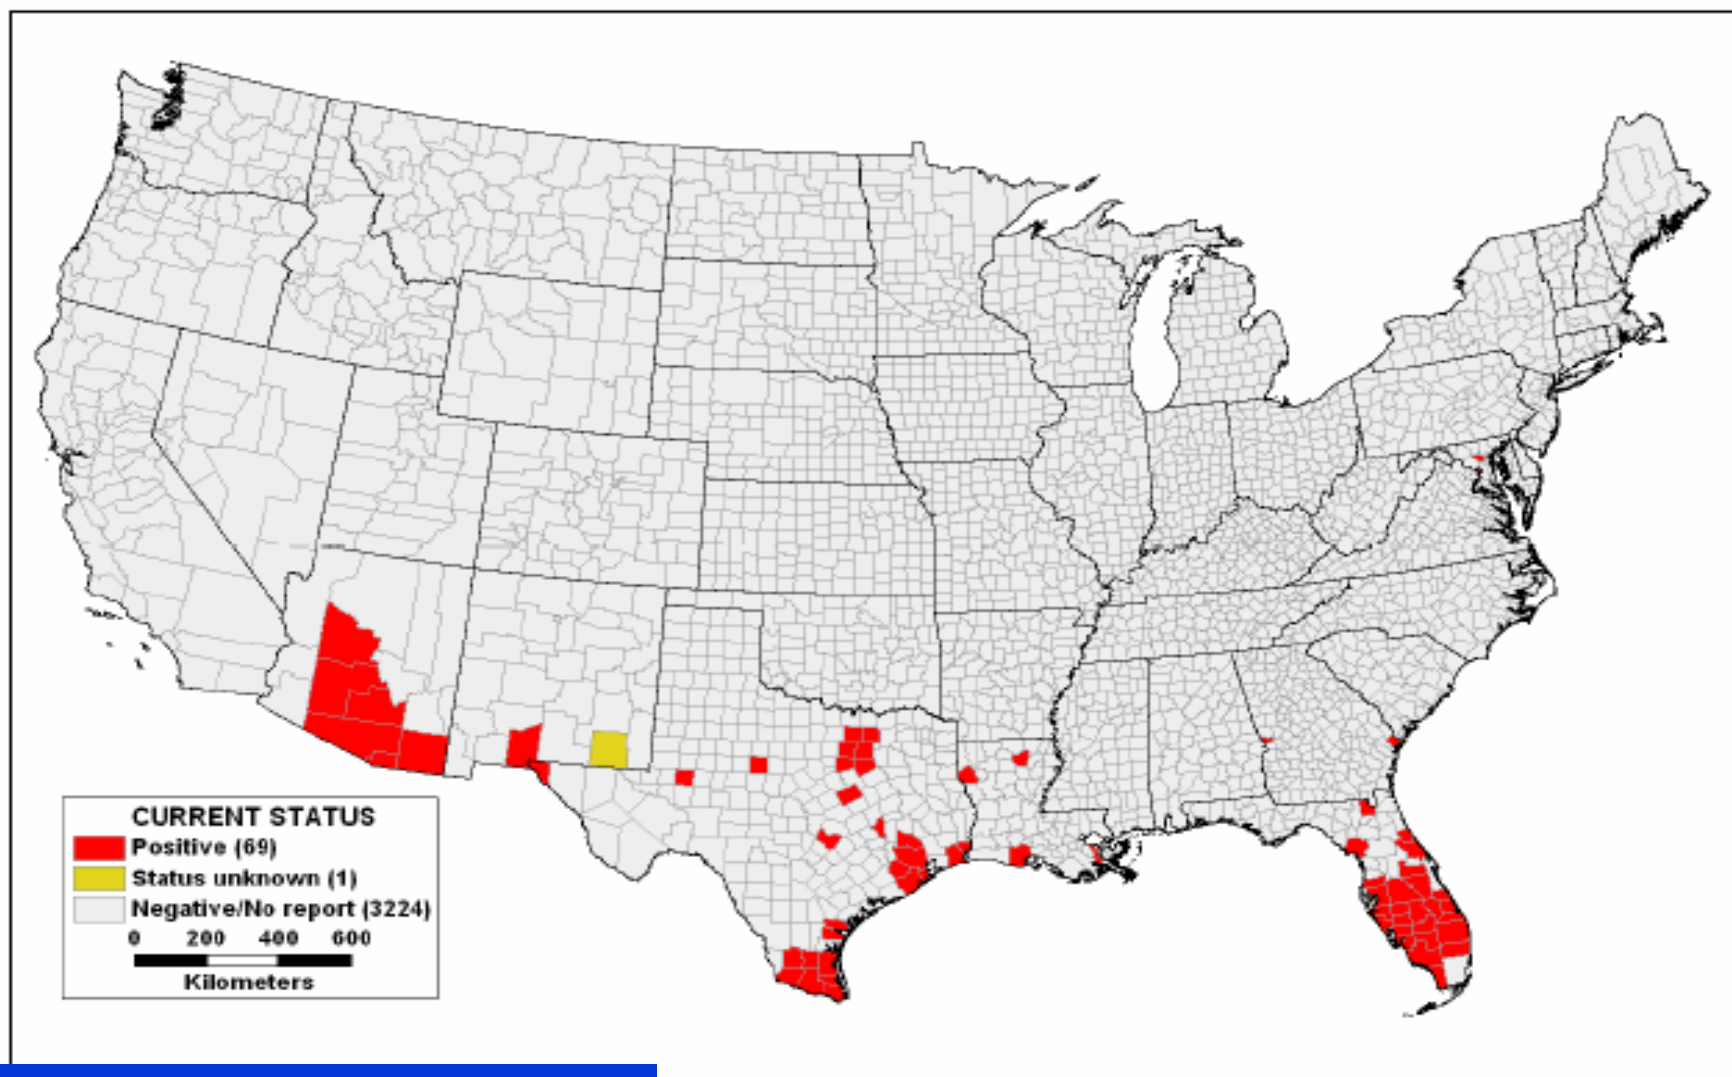 CURRENT STATUS
Positive (69)
Status unknown (1)
Negative/No report (3224)
0 200 400 600
Kilometers